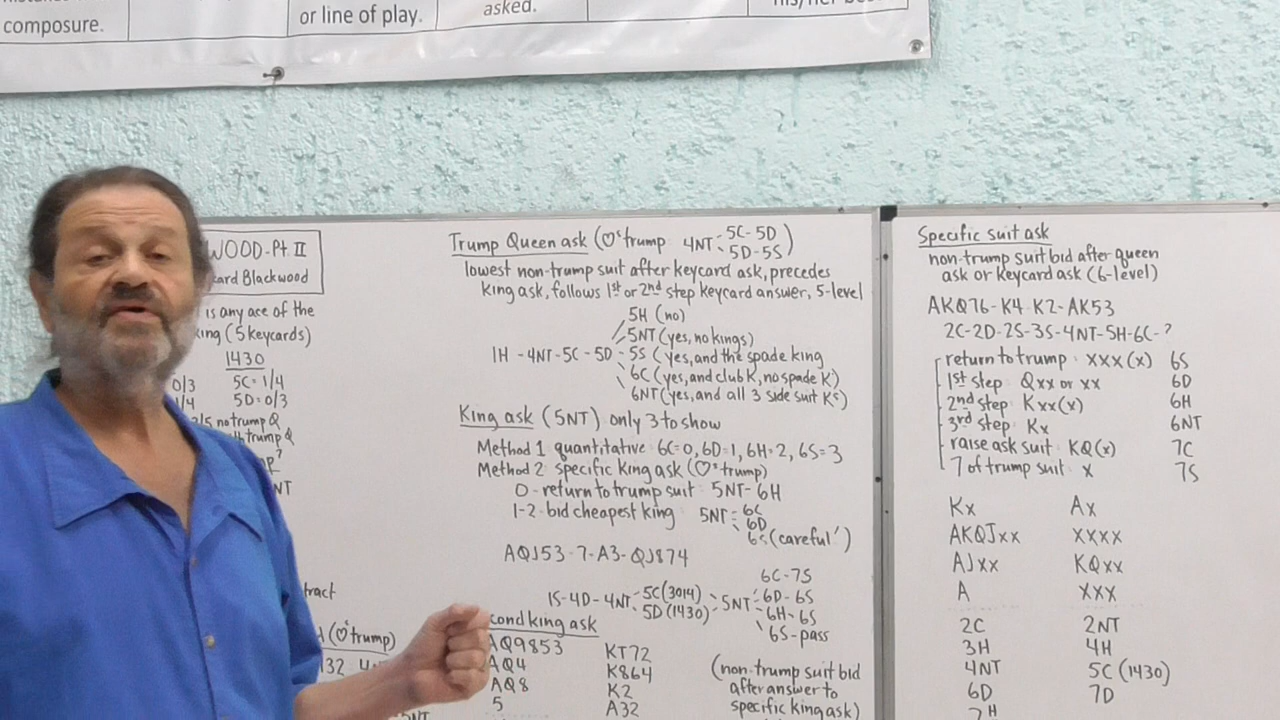 composure.
or line of play.
asked.
WOOD-Pt II
card Blackwood
is any ace of the
king (5 keycards)
1430
0/3 5C=1/4
1/4 5D=0/3
2/5 no trump Q
trump Q
NT
tract
(♡'s trump)
Trump Queen ask (♡'s trump 4NT 5C-5D
5D-5S)
lowest non-trump suit after keycard ask, precedes
king ask, follows 1st or 2nd step keycard answer, 5-level
5H (no)
5NT (yes, no kings)
1H-4NT-5C-5D-5S (yes, and the spade king
6C (yes, and club K, no spade K)
6NT (yes, and all 3 side suit K's)
King ask (5NT) only 3 to show
Method 1 quantitative 6C=0, 6D=1, 6H=2, 6S=3
Method 2 specific king ask (♡'s trump)
0-return to trump suit 5NT-6H
1-2-bid cheapest king 5NT 6C
6D
6S (careful!)
AQJ53-7-A3-QJ874
6C-7S
1S-4D-4NT 5C (3014) 5NT 6D-6S
5D (1430) 6H-6S
6S-pass
cond king ask
AQ9853 KT72
AQ4 K864
AQ8 K2
5 A32
(non-trump suit bid
after answer to
specific king ask)
Specific suit ask
non-trump suit bid after queen
ask or keycard ask (6-level)
AKQ76-K4-K2-AK53
2C-2D-2S-3S-4NT-5H-6C-?
return to trump: xxx(x) 6S
1st step: Qxx or xx 6D
2nd step: Kxx(x) 6H
3rd step: Kx 6NT
raise ask suit: KQ(x) 7C
7 of trump suit: x 7S
Kx Ax
AKQJxx xxxx
AJxx KQxx
A xxx
2C 2NT
3H 4H
4NT 5C (1430)
6D 7D
7H